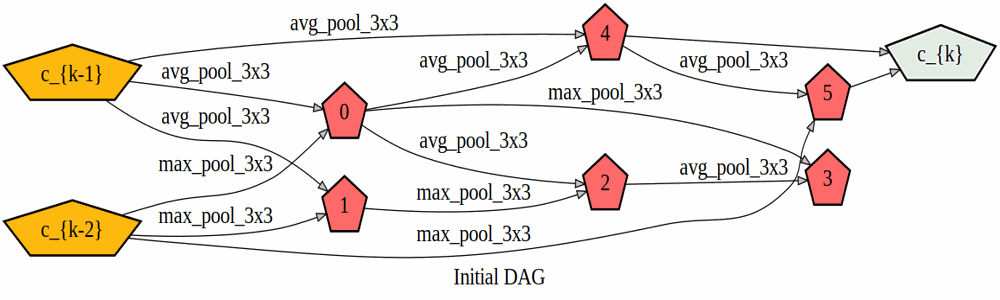 avg_pool_3x3
4
c_{k}
c_{k-1}
avg_pool_3x3
avg_pool_3x3
avg_pool_3x3
max_pool_3x3
5
0
avg_pool_3x3
avg_pool_3x3
max_pool_3x3
avg_pool_3x3
2
3
1
max_pool_3x3
max_pool_3x3
c_{k-2}
max_pool_3x3
Initial DAG